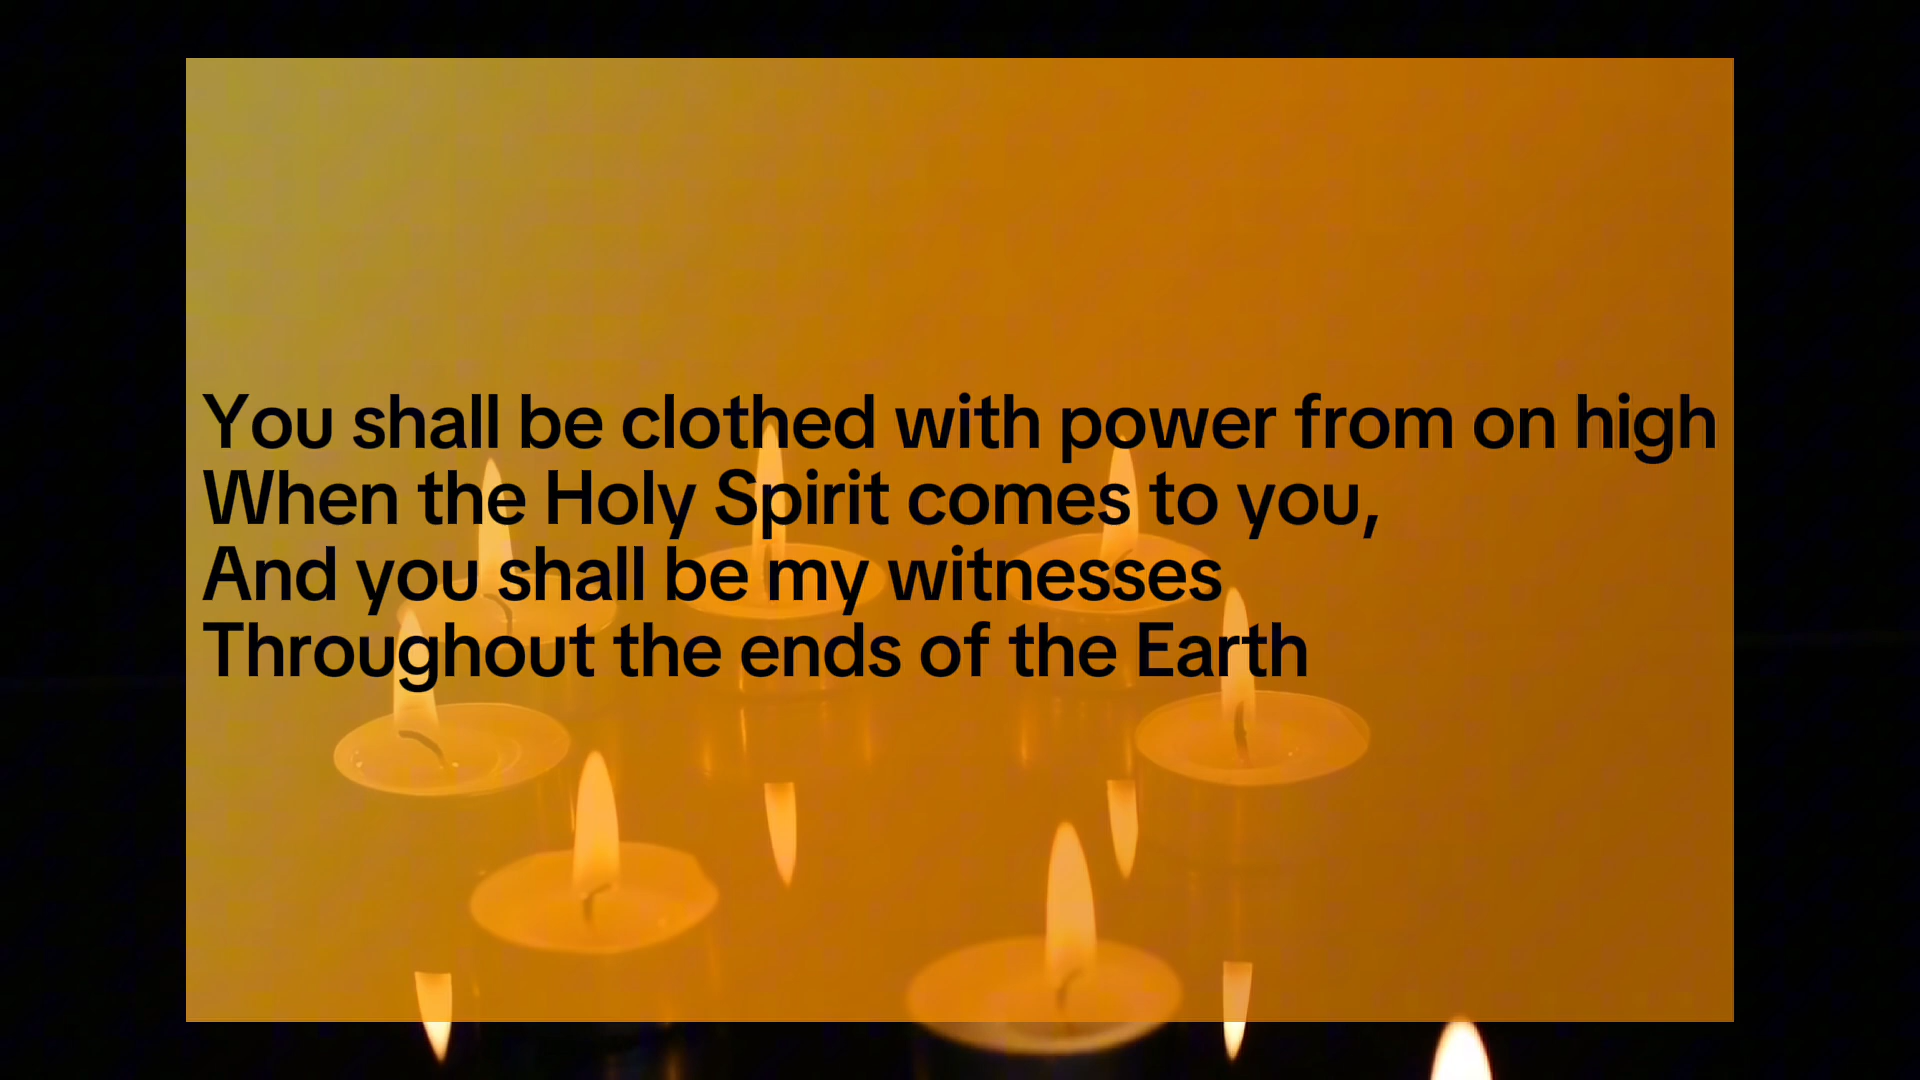 You shall be clothed with power from on high
When the Holy Spirit comes to you,
And you shall be my witnesses
Throughout the ends of the Earth